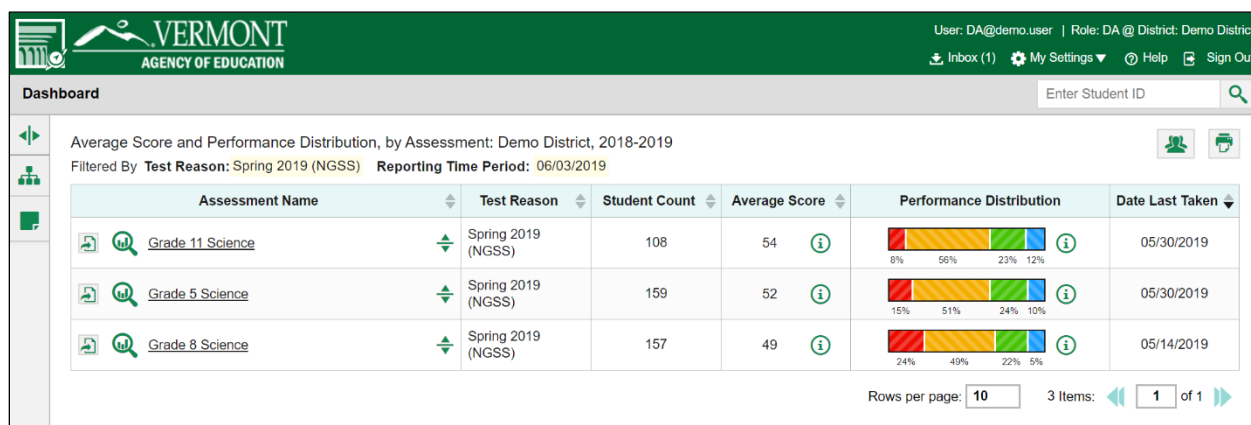 VERMONT
AGENCY OF EDUCATION
User: DA@demo.user | Role: DA @ District: Demo Distric
Inbox (1) My Settings ▼ Help Sign Ou
Dashboard
Enter Student ID
Average Score and Performance Distribution, by Assessment: Demo District, 2018-2019
Filtered By Test Reason: Spring 2019 (NGSS) Reporting Time Period: 06/03/2019
Assessment Name Test Reason Student Count Average Score Performance Distribution Date Last Taken
Grade 11 Science Spring 2019 (NGSS) 108 54 05/30/2019
8% 56% 23% 12%
Grade 5 Science Spring 2019 (NGSS) 159 52 05/30/2019
15% 51% 24% 10%
Grade 8 Science Spring 2019 (NGSS) 157 49 05/14/2019
24% 49% 22% 5%
Rows per page: 10 3 Items: 1 of 1